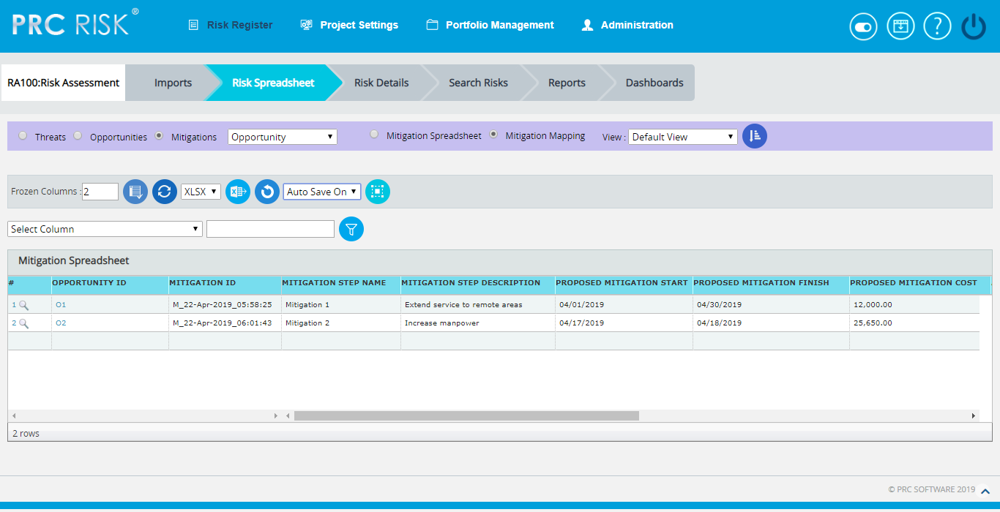 PRC RISK®
Risk Register Project Settings Portfolio Management Administration
RA100:Risk Assessment Imports Risk Spreadsheet Risk Details Search Risks Reports Dashboards
Threats Opportunities Mitigations Opportunity Mitigation Spreadsheet Mitigation Mapping View : Default View
Frozen Columns : 2 XLSX Auto Save On
Select Column
Mitigation Spreadsheet
# OPPORTUNITY ID MITIGATION ID MITIGATION STEP NAME MITIGATION STEP DESCRIPTION PROPOSED MITIGATION START PROPOSED MITIGATION FINISH PROPOSED MITIGATION COST
1 O1 M_22-Apr-2019_05:58:25 Mitigation 1 Extend service to remote areas 04/01/2019 04/30/2019 12,000.00
2 O2 M_22-Apr-2019_06:01:43 Mitigation 2 Increase manpower 04/17/2019 04/18/2019 25,650.00
2 rows
© PRC SOFTWARE 2019